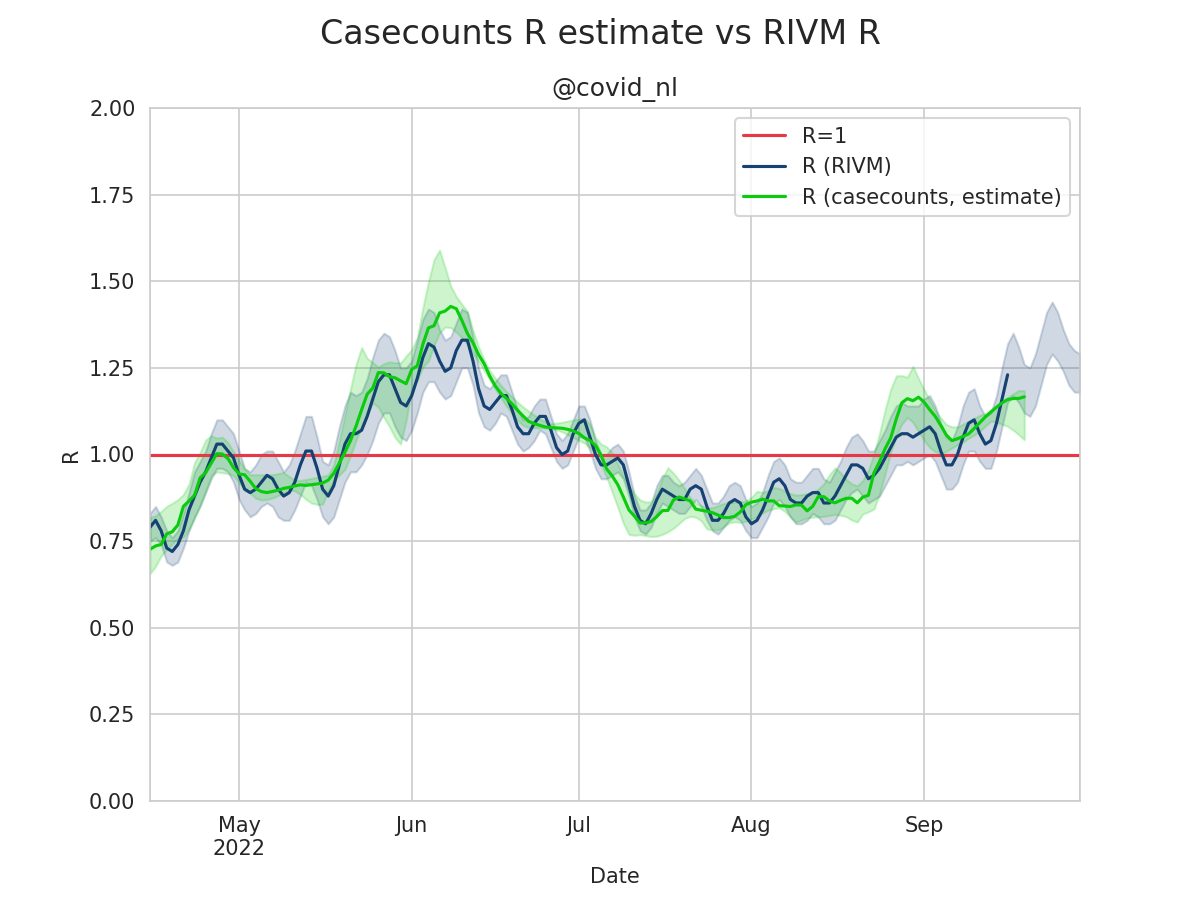 Casecounts R estimate vs RIVM R
@covid_nl
2.00
1.75
1.50
1.25
1.00
0.75
0.50
0.25
0.00
R
R=1
R (RIVM)
R (casecounts, estimate)
May
2022
Jun
Jul
Aug
Sep
Date